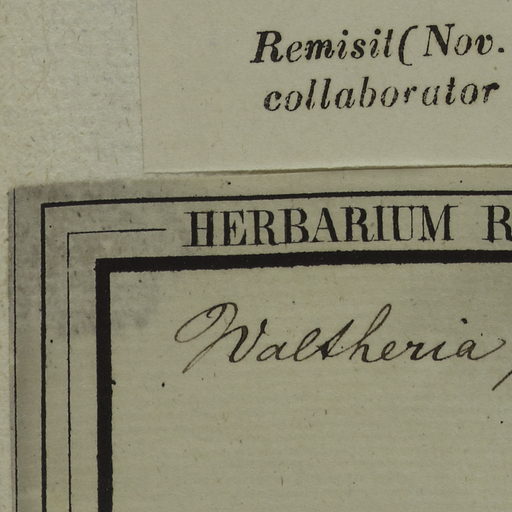 Remisit (Nov.
collaborator
HERBARIUM R
Waltheria,